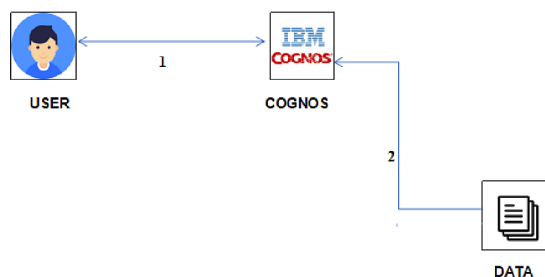 IBM
COGNOS
1
USER
COGNOS
2
DATA